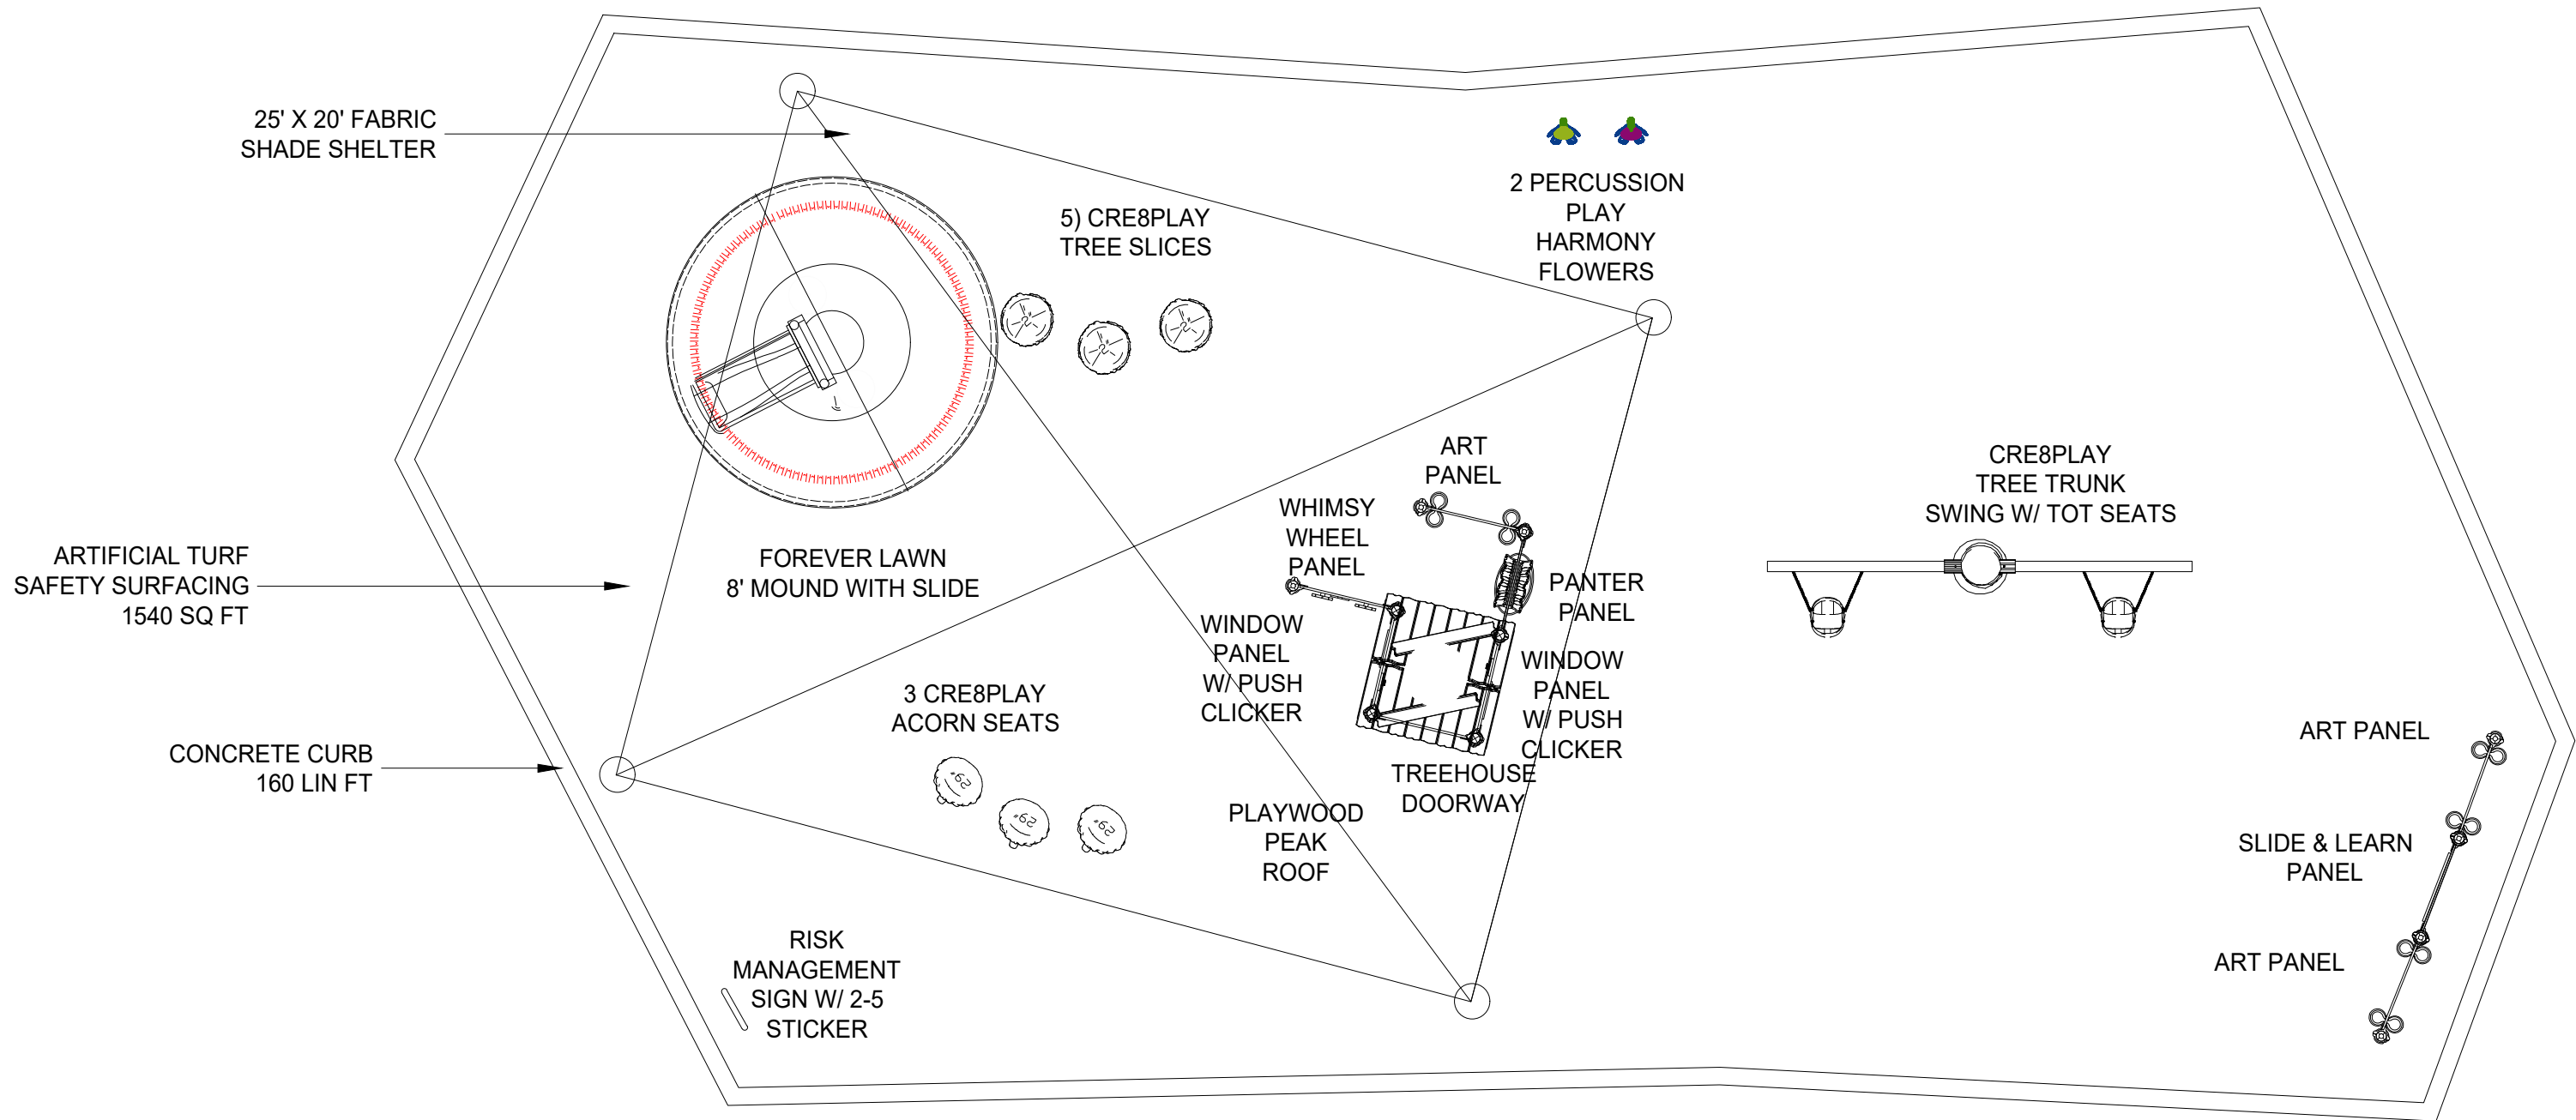 25' X 20' FABRIC
SHADE SHELTER
5) CRE8PLAY
TREE SLICES
2"
2"
2"
2 PERCUSSION
PLAY
HARMONY
FLOWERS
ART
PANEL
WHIMSY
WHEEL
PANEL
CRE8PLAY
TREE TRUNK
SWING W/ TOT SEATS
ARTIFICIAL TURF
SAFETY SURFACING
1540 SQ FT
FOREVER LAWN
8' MOUND WITH SLIDE
PANTER
PANEL
WINDOW
PANEL
W/ PUSH
CLICKER
WINDOW
PANEL
W/ PUSH
CLICKER
3 CRE8PLAY
ACORN SEATS
CONCRETE CURB
160 LIN FT
TREEHOUSE
DOORWAY
PLAYWOOD
PEAK
ROOF
ART PANEL
SLIDE & LEARN
PANEL
ART PANEL
RISK
MANAGEMENT
SIGN W/ 2-5
STICKER